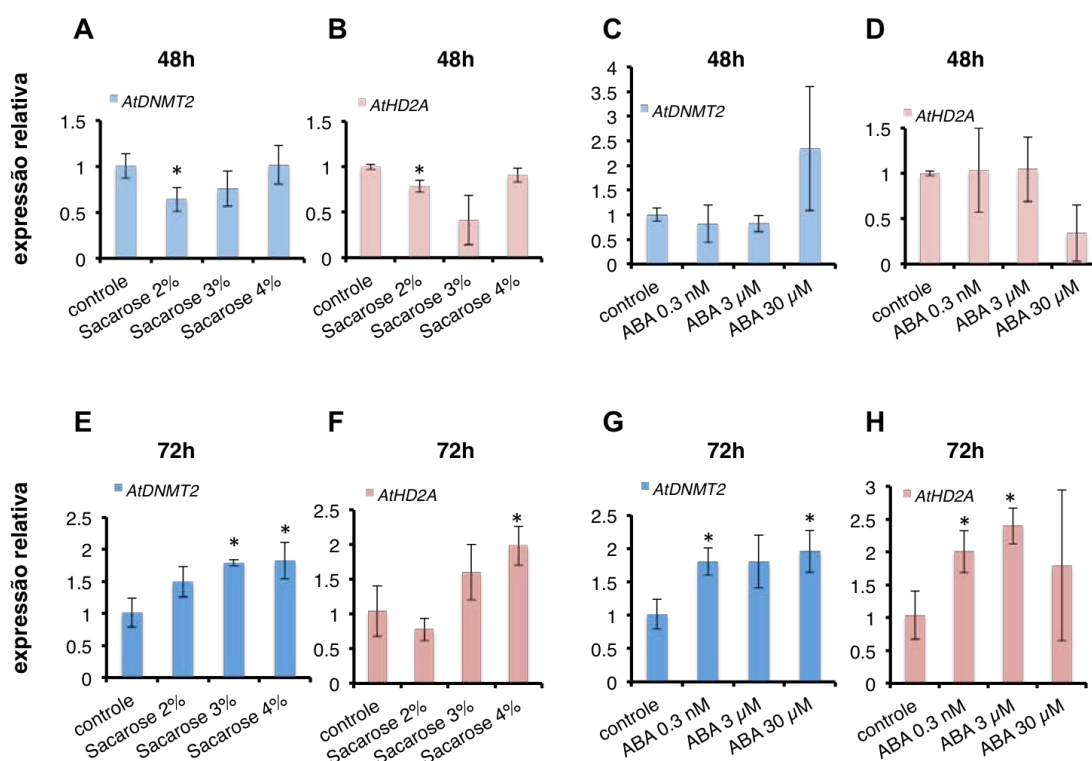 A
48h
AtDNMT2
expressão relativa
1.5
1
0.5
0
controle
Sacarose 2%
Sacarose 3%
Sacarose 4%
*
B
48h
AtHD2A
1.5
1
0.5
0
controle
Sacarose 2%
Sacarose 3%
Sacarose 4%
*
C
48h
AtDNMT2
4
3.5
3
2.5
2
1.5
1
0.5
0
controle
ABA 0.3 nM
ABA 3 µM
ABA 30 µM
D
48h
AtHD2A
1.5
1
0.5
0
controle
ABA 0.3 nM
ABA 3 µM
ABA 30 µM
E
72h
AtDNMT2
expressão relativa
2.5
2
1.5
1
0.5
0
controle
Sacarose 2%
Sacarose 3%
Sacarose 4%
*
*
F
72h
AtHD2A
2.5
2
1.5
1
0.5
0
controle
Sacarose 2%
Sacarose 3%
Sacarose 4%
*
G
72h
AtDNMT2
2.5
2
1.5
1
0.5
0
controle
ABA 0.3 nM
ABA 3 µM
ABA 30 µM
*
*
H
72h
AtHD2A
3
2.5
2
1.5
1
0.5
0
controle
ABA 0.3 nM
ABA 3 µM
ABA 30 µM
*
*